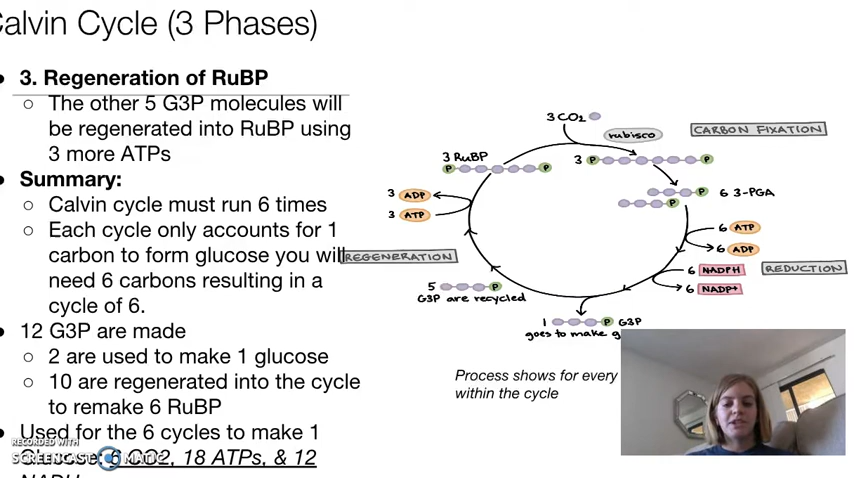 Calvin Cycle (3 Phases)
3. Regeneration of RuBP
The other 5 G3P molecules will
be regenerated into RuBP using
3 more ATPs
Summary:
Calvin cycle must run 6 times
Each cycle only accounts for 1
carbon to form glucose you will
need 6 carbons resulting in a
cycle of 6.
12 G3P are made
2 are used to make 1 glucose
10 are regenerated into the cycle
to remake 6 RuBP
Used for the 6 cycles to make 1
Glucose: 6 CO2, 18 ATPs, & 12
RECORDED WITH
SCREENCAST MATIC
3 CO2
rubisco
CARBON FIXATION
3 RuBP
P P
3 P P
P
P
6 3-PGA
3 ADP
3 ATP
6 ATP
6 ADP
6 NADPH
6 NADP+
REDUCTION
REGENERATION
5 P
G3P are recycled
1 P G3P
goes to make
Process shows for every
within the cycle